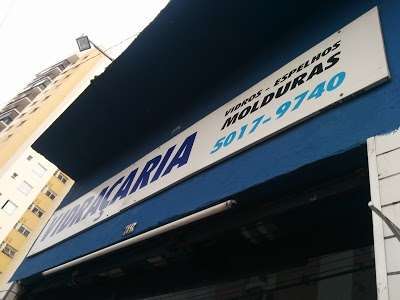 VIDRAÇARIA
VIDROS - ESPELHOS
MOLDURAS
5017-9740